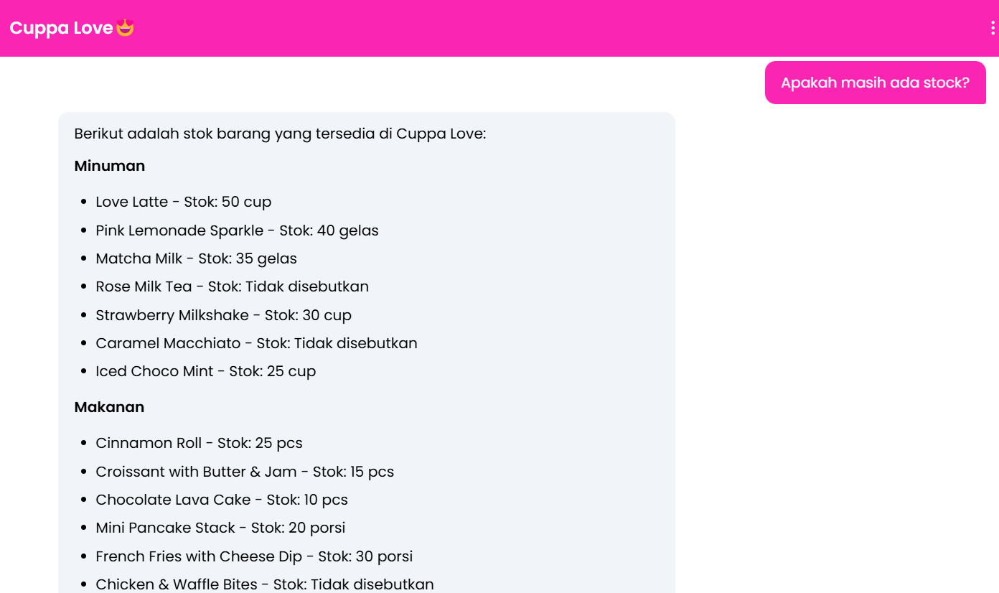 Cuppa Love😍
Apakah masih ada stock?
Berikut adalah stok barang yang tersedia di Cuppa Love:
Minuman
• Love Latte - Stok: 50 cup
• Pink Lemonade Sparkle - Stok: 40 gelas
• Matcha Milk - Stok: 35 gelas
• Rose Milk Tea - Stok: Tidak disebutkan
• Strawberry Milkshake - Stok: 30 cup
• Caramel Macchiato - Stok: Tidak disebutkan
• Iced Choco Mint - Stok: 25 cup
Makanan
• Cinnamon Roll - Stok: 25 pcs
• Croissant with Butter & Jam - Stok: 15 pcs
• Chocolate Lava Cake - Stok: 10 pcs
• Mini Pancake Stack - Stok: 20 porsi
• French Fries with Cheese Dip - Stok: 30 porsi
• Chicken & Waffle Bites - Stok: Tidak disebutkan